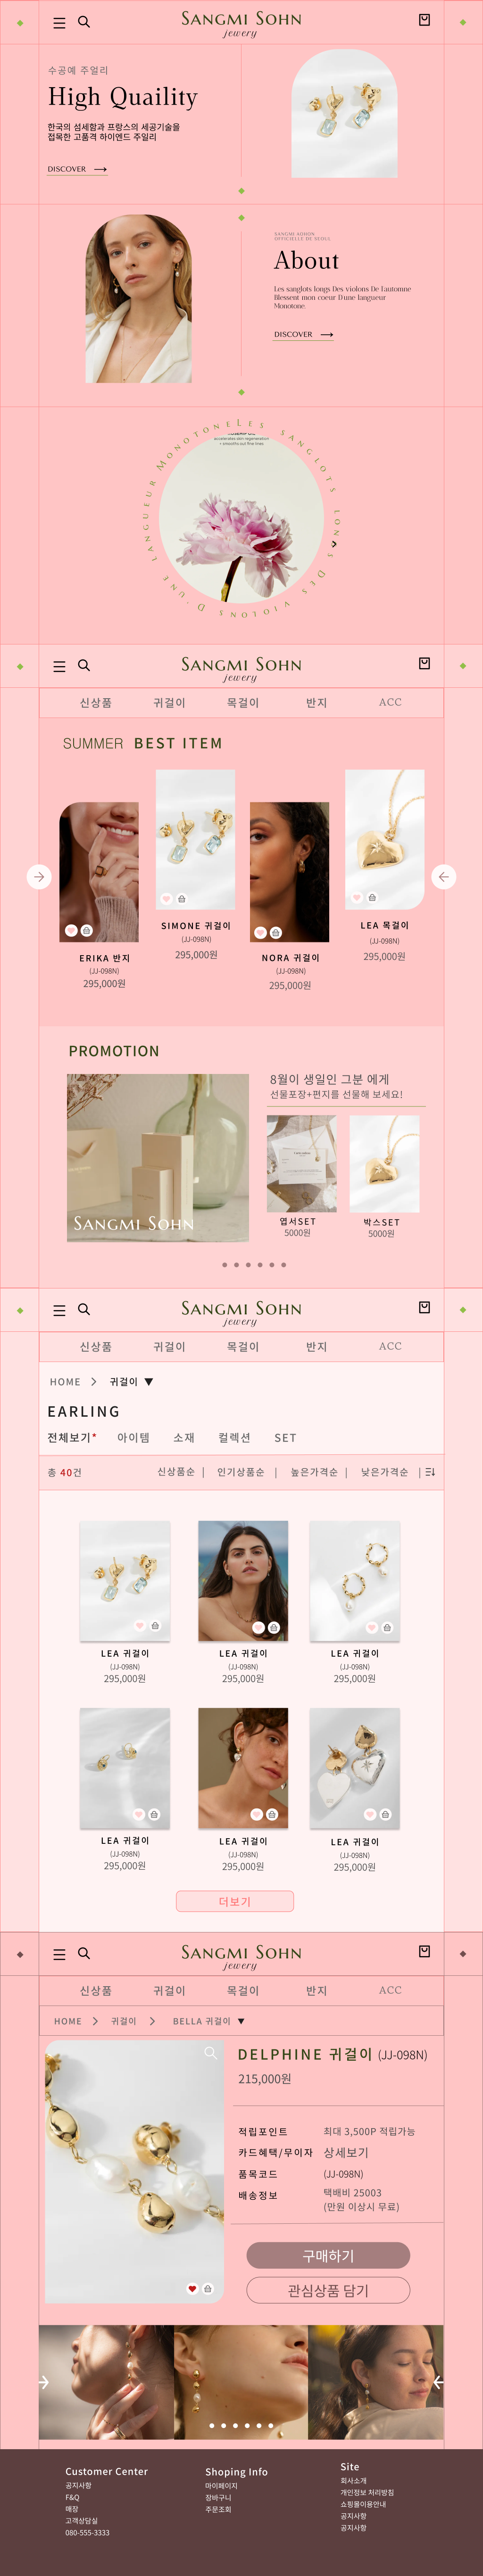 SANGMI SOHN
jewery
수공예 주얼리
High Quaility
한국의 섬세함과 프랑스의 세공기술을
접목한 고품격 하이엔드 주얼리
DISCOVER
SANGMI SOHON
OFFICIELLE DE SEOUL
About
Les sanglots longs Des violons De l'automne
Blessent mon coeur D'une langueur
Monotone.
DISCOVER
accelerates skin regeneration
+ smooths out fine lines
LES SANGLOTS LONGS DES VIOLONS D'UNE LANGUEUR MONOTONE
SANGMI SOHN
jewery
신상품 귀걸이 목걸이 반지 ACC
SUMMER BEST ITEM
ERIKA 반지
(JJ-098N)
295,000원
SIMONE 귀걸이
(JJ-098N)
295,000원
NORA 귀걸이
(JJ-098N)
295,000원
LEA 목걸이
(JJ-098N)
295,000원
PROMOTION
SANGMI SOHN
8월이 생일인 그분 에게
선물포장+편지를 선물해 보세요!
엽서SET
5000원
박스SET
5000원
SANGMI SOHN
jewery
신상품 귀걸이 목걸이 반지 ACC
HOME > 귀걸이 ▼
EARLING
전체보기* 아이템 소재 컬렉션 SET
총 40건 신상품순 | 인기상품순 | 높은가격순 | 낮은가격순 |
LEA 귀걸이
(JJ-098N)
295,000원
LEA 귀걸이
(JJ-098N)
295,000원
LEA 귀걸이
(JJ-098N)
295,000원
LEA 귀걸이
(JJ-098N)
295,000원
LEA 귀걸이
(JJ-098N)
295,000원
LEA 귀걸이
(JJ-098N)
295,000원
더보기
SANGMI SOHN
jewery
신상품 귀걸이 목걸이 반지 ACC
HOME > 귀걸이 > BELLA 귀걸이 ▼
DELPHINE 귀걸이 (JJ-098N)
215,000원
적립포인트 최대 3,500P 적립가능
카드혜택/무이자 상세보기
품목코드 (JJ-098N)
배송정보 택배비 25003
(만원 이상시 무료)
구매하기
관심상품 담기
Customer Center
공지사항
F&Q
매장
고객상담실
080-555-3333
Shoping Info
마이페이지
장바구니
주문조회
Site
회사소개
개인정보 처리방침
쇼핑몰이용안내
공지사항
공지사항